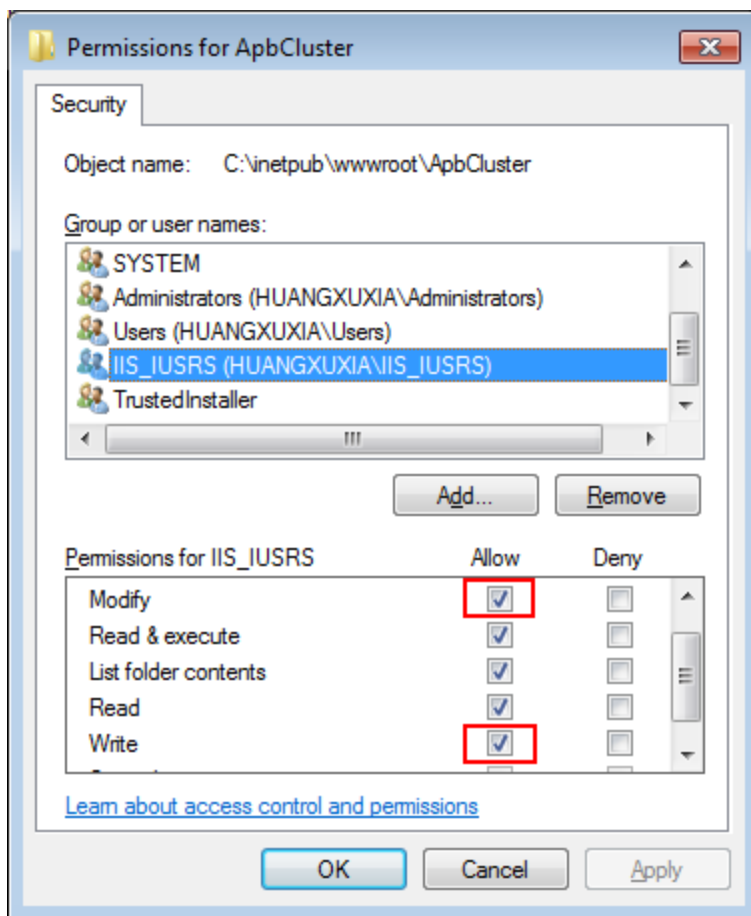 Permissions for ApbCluster
Security
Object name: C:\inetpub\wwwroot\ApbCluster
Group or user names:
SYSTEM
Administrators (HUANGXUXIA\Administrators)
Users (HUANGXUXIA\Users)
IIS_IUSRS (HUANGXUXIA\IIS_IUSRS)
TrustedInstaller
Add... Remove
Permissions for IIS_IUSRS Allow Deny
Modify
Read & execute
List folder contents
Read
Write
Learn about access control and permissions
OK Cancel Apply